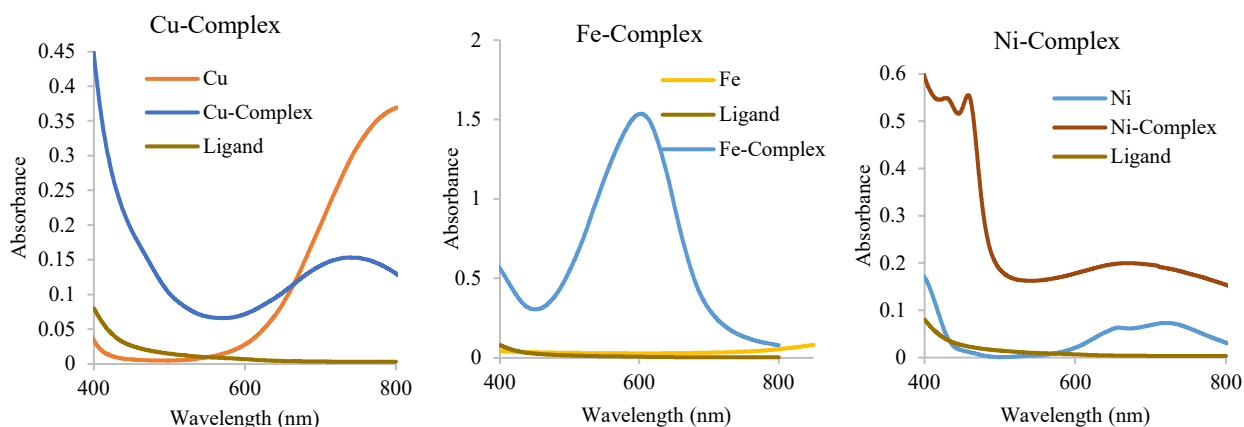 Cu-Complex
0.45
0.4
0.35
0.3
0.25
0.2
0.15
0.1
0.05
0
Absorbance
Cu
Cu-Complex
Ligand
400
600
800
Wavelength (nm)
Fe-Complex
2
1.5
1
0.5
0
Absorbance
Fe
Ligand
Fe-Complex
400
600
800
Wavelength (nm)
Ni-Complex
0.6
0.5
0.4
0.3
0.2
0.1
0
Absorbance
Ni
Ni-Complex
Ligand
400
600
800
Wavelength (nm)